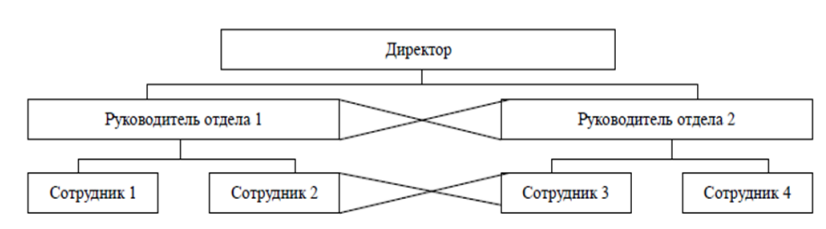 Директор
Руководитель отдела 1
Руководитель отдела 2
Сотрудник 1
Сотрудник 2
Сотрудник 3
Сотрудник 4